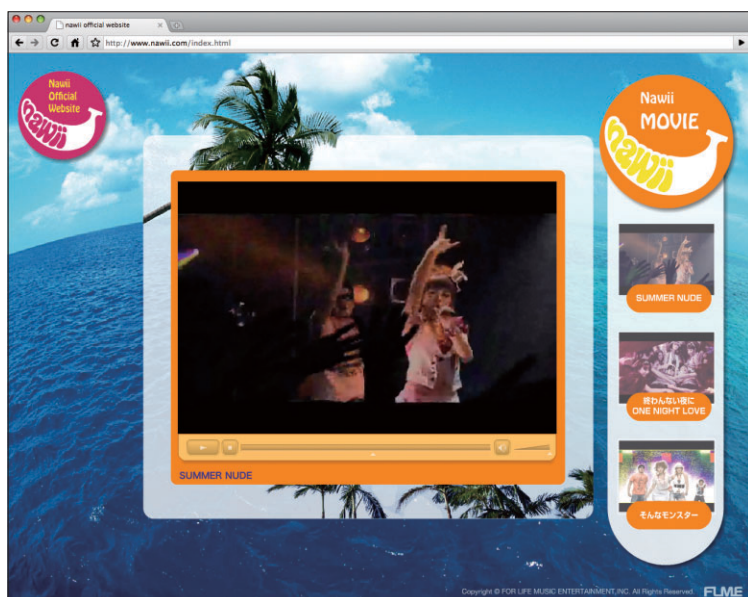 nawii official website
http://www.nawii.com/index.html
Nawii
Official
Website
nawii
Nawii
MOVIE
nawii
SUMMER NUDE
SUMMER NUDE
終わんない夜に
ONE NIGHT LOVE
そんなモンスター
Copyright © FOR LIFE MUSIC ENTERTAINMENT,INC. All Rights Reserved.
FLME